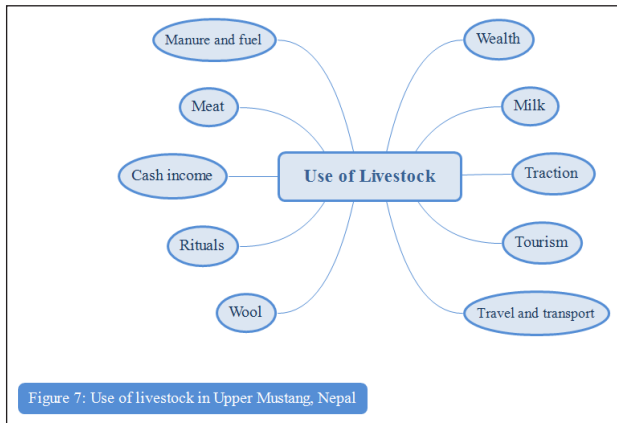 Manure and fuel
Wealth
Meat
Milk
Cash income
Use of Livestock
Traction
Rituals
Tourism
Wool
Travel and transport
Figure 7: Use of livestock in Upper Mustang, Nepal